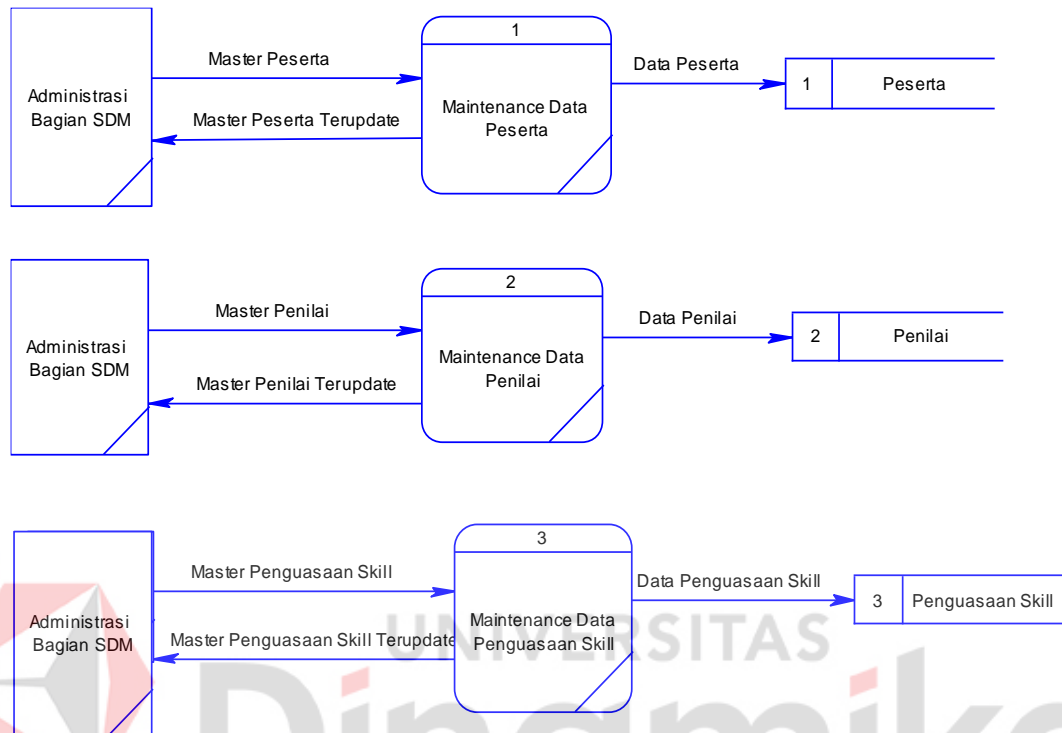 1
Master Peserta
Data Peserta
1
Peserta
Administrasi
Bagian SDM
Maintenance Data
Peserta
Master Peserta Terupdate
2
Master Penilai
Data Penilai
2
Penilai
Administrasi
Bagian SDM
Maintenance Data
Penilai
Master Penilai Terupdate
3
Master Penguasaan Skill
Data Penguasaan Skill
3
Penguasaan Skill
Administrasi
Bagian SDM
Maintenance Data
Penguasaan Skill
Master Penguasaan Skill Terupdate
UNIVERSITAS
Dinamika